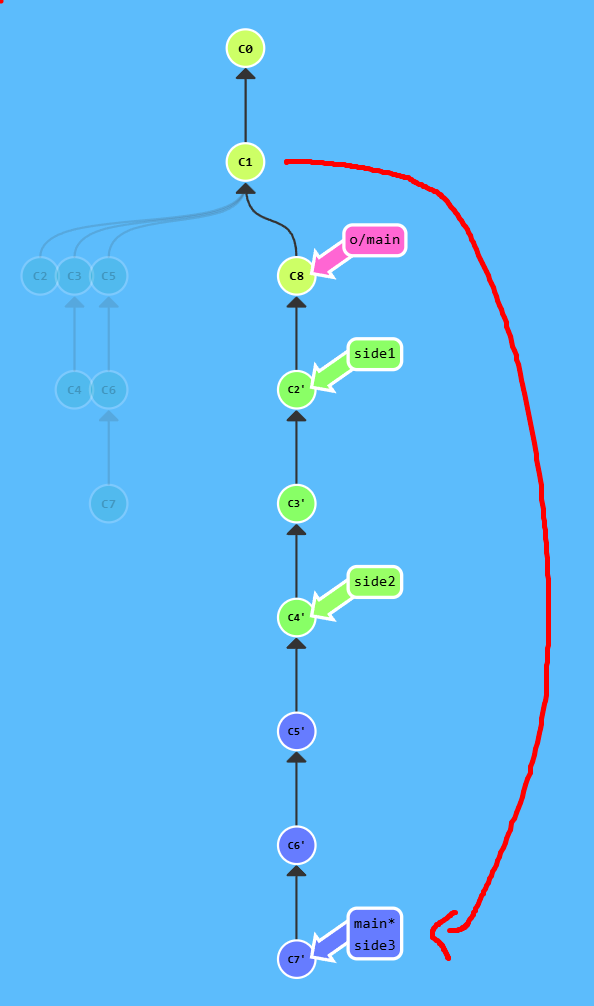 C0
C1
o/main
C2 C3 C5 C8
side1
C4 C6 C2'
C7 C3'
side2
C4'
C5'
C6'
main*
side3
C7'